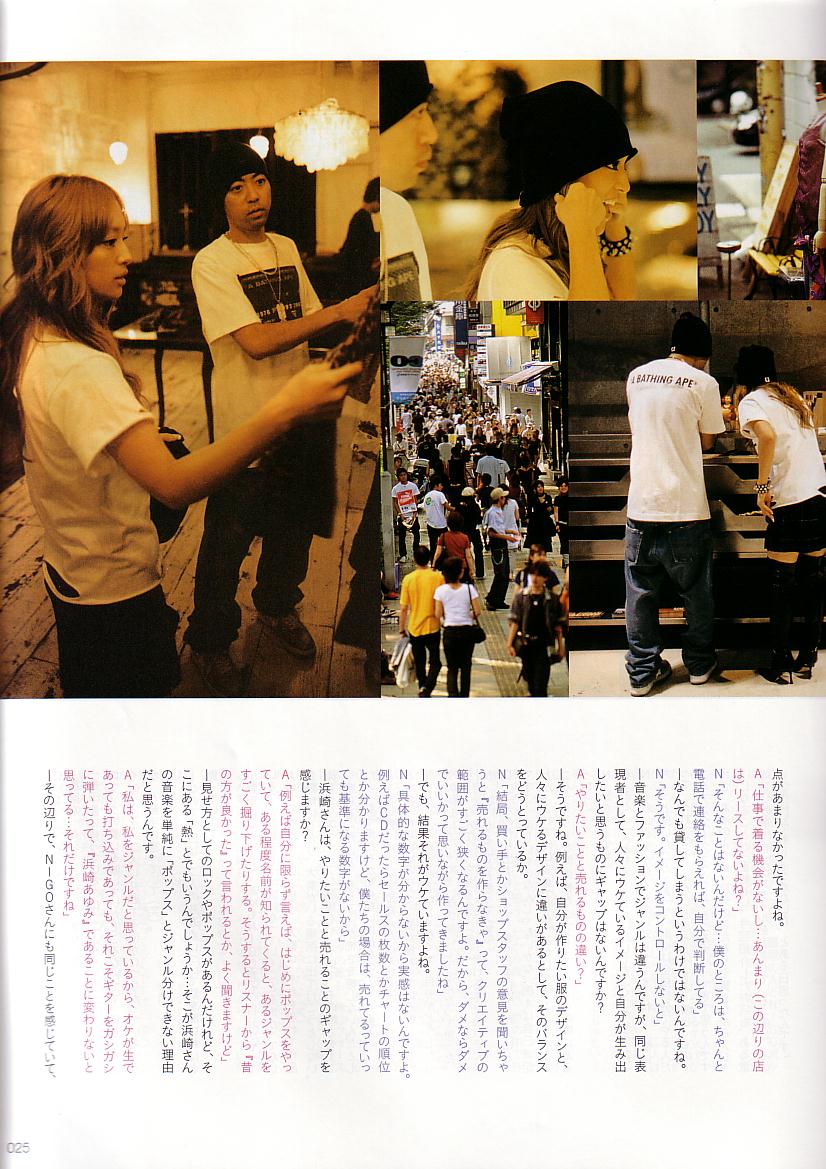 A BATHING APE
A BATHING APE®
点があまりなかったですよね。
A「仕事で着る機会がないし…あんまり(この辺りの店
は)リースしてないよね?」
N「そんなことはないんだけど…僕のところは、ちゃんと
電話で連絡をもらえれば、自分で判断してる」
―なんでも貸してしまうというわけではないんですね。
N「そうです。イメージをコントロールしないと」
―音楽とファッションでジャンルは違うんですが、同じ表
現者として、人々にウケているイメージと自分が生み出
したいと思うものにギャップはないんですか?
A「やりたいことと売れるものの違い?」
―そうですね。例えば、自分が作りたい服のデザインと、
人々にウケるデザインに違いがあるとして、そのバランス
をどうとっているか。
N「結局、買い手とかショップスタッフの意見を聞いちゃ
うと『売れるものを作らなきゃ』って、クリエイティブの
範囲がすごく狭くなるんですよ。だから、ダメならダメ
でいいかって思いながら作ってきましたね」
―でも、結果それがウケていますよね。
N「具体的な数字が分からないから実感はないんですよ。
例えばCDだったらセールスの枚数とかチャートの順位
とか分かりますけど、僕たちの場合は、売れてるってい
っても基準になる数字がないから」
―浜崎さんは、やりたいことと売れることのギャップを
感じますか?
A「例えば自分に限らず言えば、はじめにポップスをやっ
ていて、ある程度名前が知られてくると、あるジャンルを
すごく掘り下げたりする。そうするとリスナーから『昔
の方が良かった』って言われるとか、よく聞きますけど」
―見せ方としてのロックやポップスがあるんだけれど、そ
こにある「熱」とでもいうんでしょうか…そこが浜崎さん
の音楽を単純に「ポップス」とジャンル分けできない理由
だと思うんです。
A「私は、私をジャンルだと思っているから、オケが生で
あっても打ち込みであっても、それこそギターをガシガシ
に弾いたって、『浜崎あゆみ』であることに変わりないと
思ってる…それだけですね」
―その辺りで、NIGOさんにも同じことを感じていて、
025